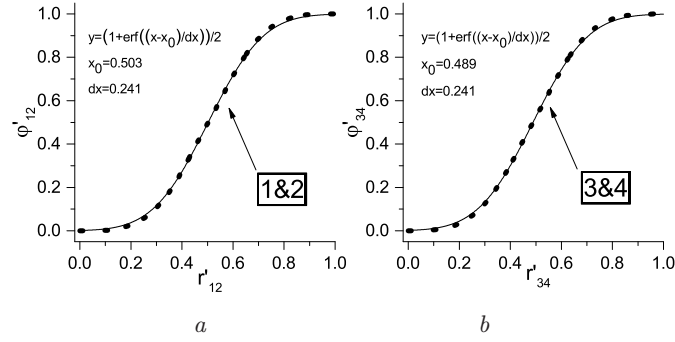 1.0
0.8
0.6
0.4
0.2
0.0
φ'12
y=(1+erf((x-x0)/dx))/2
x0=0.503
dx=0.241
1&2
0.0 0.2 0.4 0.6 0.8 1.0
r'12
a
1.0
0.8
0.6
0.4
0.2
0.0
φ'34
y=(1+erf((x-x0)/dx))/2
x0=0.489
dx=0.241
3&4
0.0 0.2 0.4 0.6 0.8 1.0
r'34
b